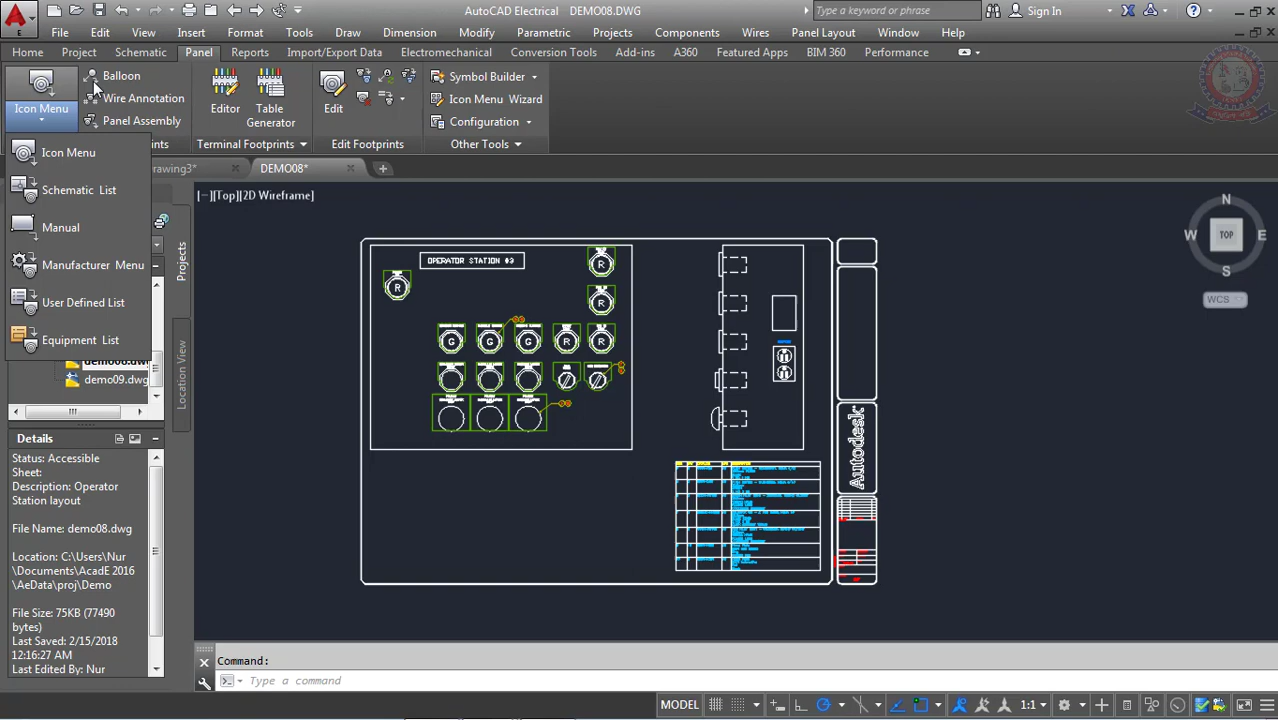 AutoCAD Electrical DEMO08.DWG
Type a keyword or phrase
Sign In
File Edit View Insert Format Tools Draw Dimension Modify Parametric Projects Components Wires Panel Layout Window Help
Home Project Schematic Panel Reports Import/Export Data Electromechanical Conversion Tools Add-ins A360 Featured Apps BIM 360 Performance
Icon Menu
Balloon
Wire Annotation
Panel Assembly
Editor
Table Generator
Edit
Symbol Builder
Icon Menu Wizard
Configuration
Terminal Footprints
Edit Footprints
Other Tools
Icon Menu
Schematic List
Manual
Manufacturer Menu
User Defined List
Equipment List
rawing3*
DEMO08*
[−][Top][2D Wireframe]
Projects
Location View
demo09.dwg
Details
Status: Accessible
Sheet:
Description: Operator
Station layout
File Name: demo08.dwg
Location: C:\Users\Nur
\Documents\AcadE 2016
\AeData\proj\Demo
File Size: 75KB (77490
bytes)
Last Saved: 2/15/2018
12:16:27 AM
Last Edited By: Nur
OPERATOR STATION #3
R
R
R
G G G R R
Autodesk
N
W TOP E
S
WCS
Command:
Type a command
MODEL
1:1